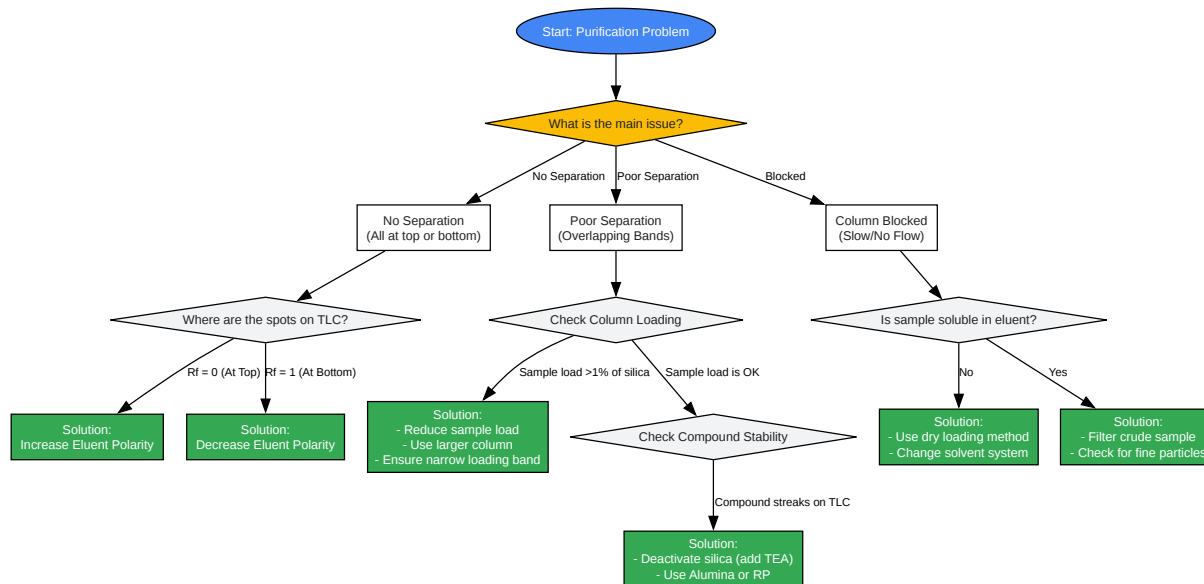 Start: Purification Problem
What is the main issue?
No Separation
Poor Separation
Blocked
No Separation
(All at top or bottom)
Poor Separation
(Overlapping Bands)
Column Blocked
(Slow/No Flow)
Where are the spots on TLC?
Check Column Loading
Is sample soluble in eluent?
Rf = 0 (At Top)
Rf = 1 (At Bottom)
Sample load >1% of silica
Sample load is OK
No
Yes
Solution:
Increase Eluent Polarity
Solution:
Decrease Eluent Polarity
Solution:
- Reduce sample load
- Use larger column
- Ensure narrow loading band
Check Compound Stability
Solution:
- Use dry loading method
- Change solvent system
Solution:
- Filter crude sample
- Check for fine particles
Compound streaks on TLC
Solution:
- Deactivate silica (add TEA)
- Use Alumina or RP